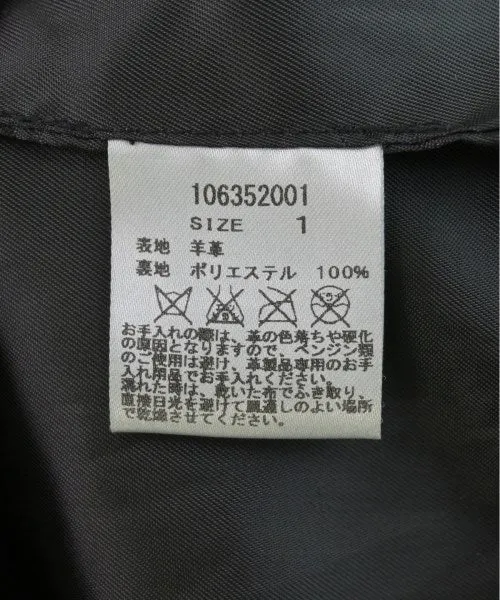 106352001
SIZE 1
表地 羊革
裏地 ポリエステル 100%
お手入れの際は、革の色落ちや硬化
の原因となりますので、ベンジン類
のご使用は避け、革製品専用のお手
入れ用品でお手入れください。
濡れた時は、乾いた布でふき取り、
直接日光を避けて風通しのよい場所
で乾燥させてください。